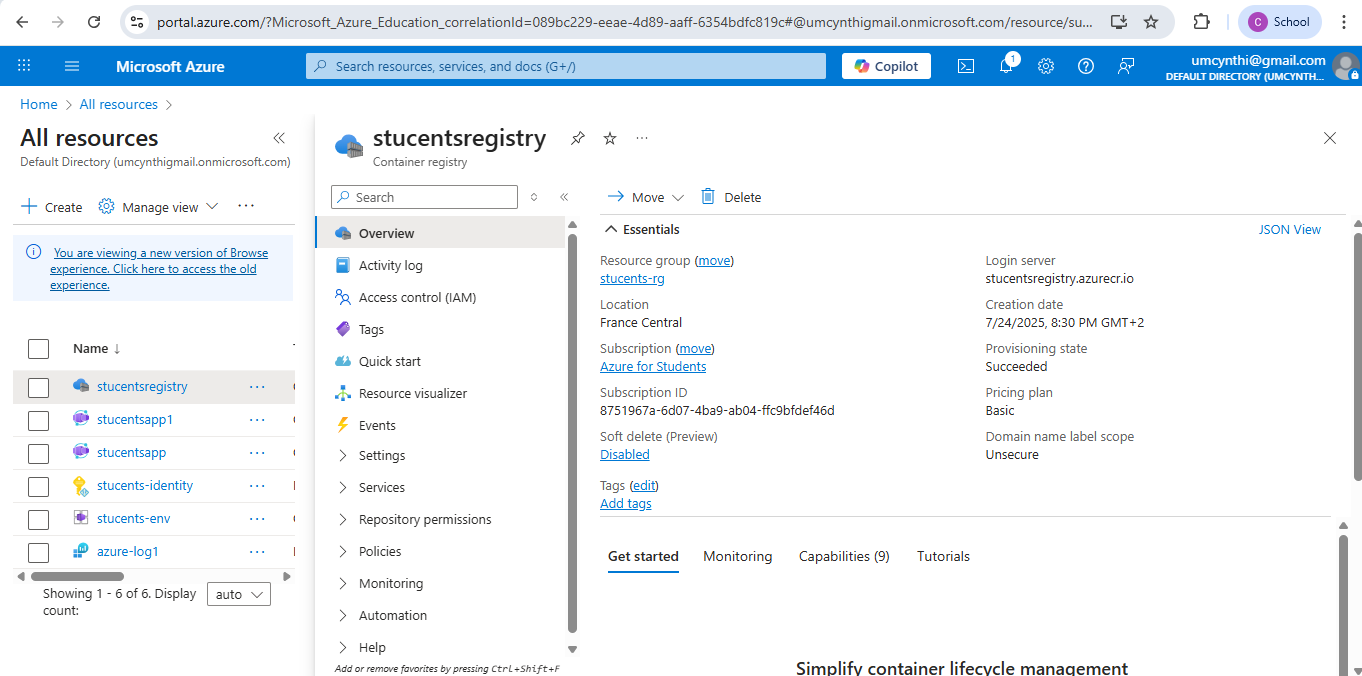 portal.azure.com/?Microsoft_Azure_Education_correlationId=089bc229-eeae-4d89-aaff-6354bdfc819c#@umcynthigmail.onmicrosoft.com/resource/su...
C School
Microsoft Azure
Search resources, services, and docs (G+/)
Copilot
1
umcynthi@gmail.com
DEFAULT DIRECTORY (UMCYNTH...
Home > All resources >
All resources
Default Directory (umcynthigmail.onmicrosoft.com)
Create
Manage view
You are viewing a new version of Browse
experience. Click here to access the old
experience.
Name ↓
stucentsregistry
stucentsapp1
stucentsapp
stucents-identity
stucents-env
azure-log1
Showing 1 - 6 of 6. Display
count:
auto
stucentsregistry
Container registry
Search
Overview
Activity log
Access control (IAM)
Tags
Quick start
Resource visualizer
Events
Settings
Services
Repository permissions
Policies
Monitoring
Automation
Help
Add or remove favorites by pressing Ctrl+Shift+F
Move
Delete
Essentials
JSON View
Resource group (move)
stucents-rg
Location
France Central
Subscription (move)
Azure for Students
Subscription ID
8751967a-6d07-4ba9-ab04-ffc9bfdef46d
Soft delete (Preview)
Disabled
Tags (edit)
Add tags
Login server
stucentsregistry.azurecr.io
Creation date
7/24/2025, 8:30 PM GMT+2
Provisioning state
Succeeded
Pricing plan
Basic
Domain name label scope
Unsecure
Get started
Monitoring
Capabilities (9)
Tutorials
Simplify container lifecycle management